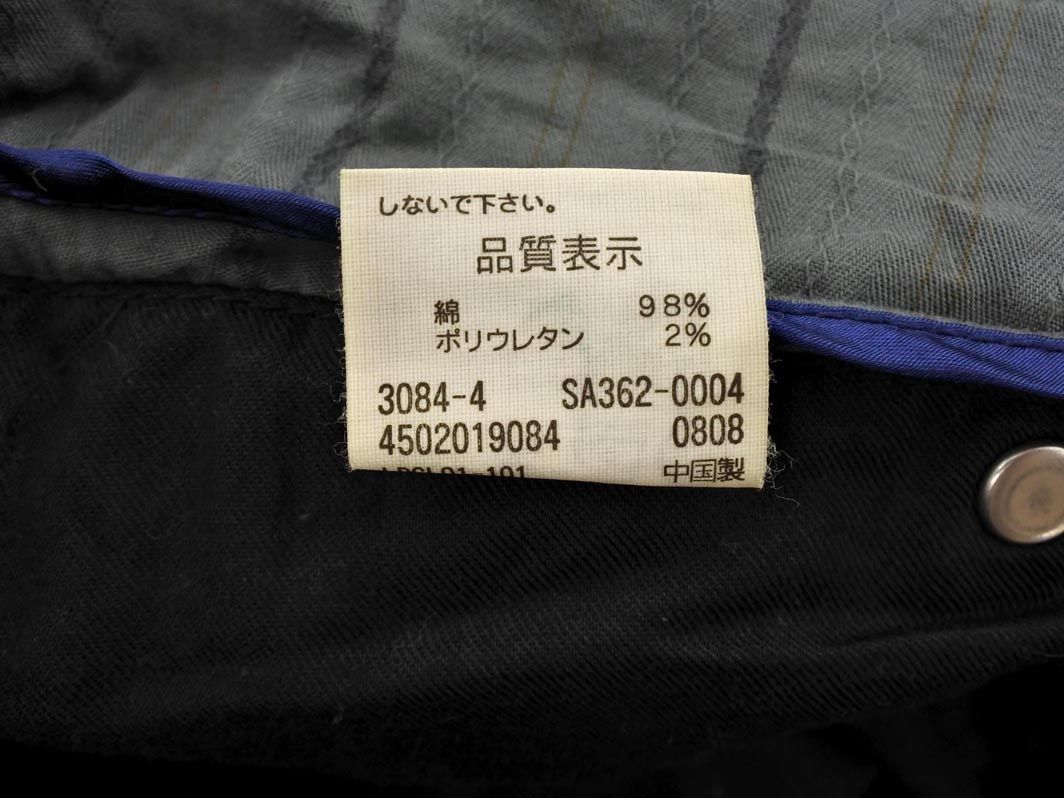 しないで下さい。
品質表示
綿 98%
ポリウレタン 2%
3084-4 SA362-0004
4502019084 0808
中国製